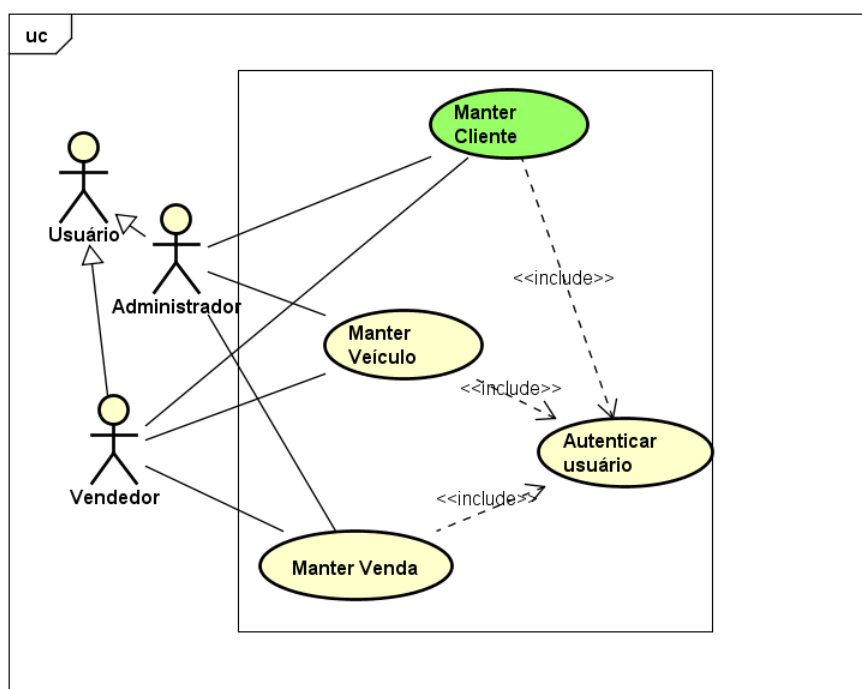 uc
Manter
Cliente
Usuário
Administrador
<<include>>
Manter
Veículo
<<include>>
Vendedor
Autenticar
usuário
<<include>>
Manter Venda